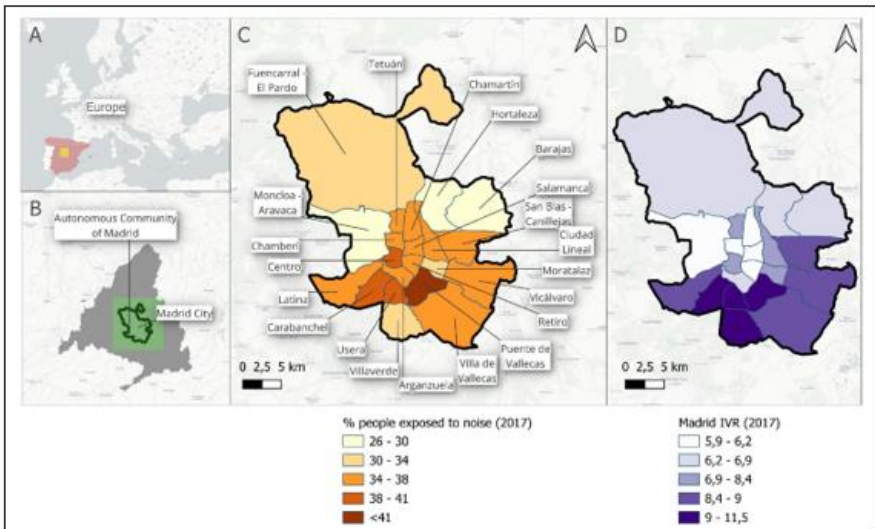 A
Europe
B
Autonomous Community
of Madrid
Madrid City
C
Tetuán
Fuencarral -
El Pardo
Chamartín
Hortaleza
Barajas
Moncloa -
Aravaca
Salamanca
San Blas -
Canillejas
Chamberí
Ciudad
Lineal
Centro
Moratalaz
Latina
Vicálvaro
Carabanchel
Retiro
Usera
Puente de
Vallecas
Villaverde
Villa de
Vallecas
Arganzuela
0 2,5 5 km
D
0 2,5 5 km
% people exposed to noise (2017)
26 - 30
30 - 34
34 - 38
38 - 41
<41
Madrid IVR (2017)
5,9 - 6,2
6,2 - 6,9
6,9 - 8,4
8,4 - 9
9 - 11,5